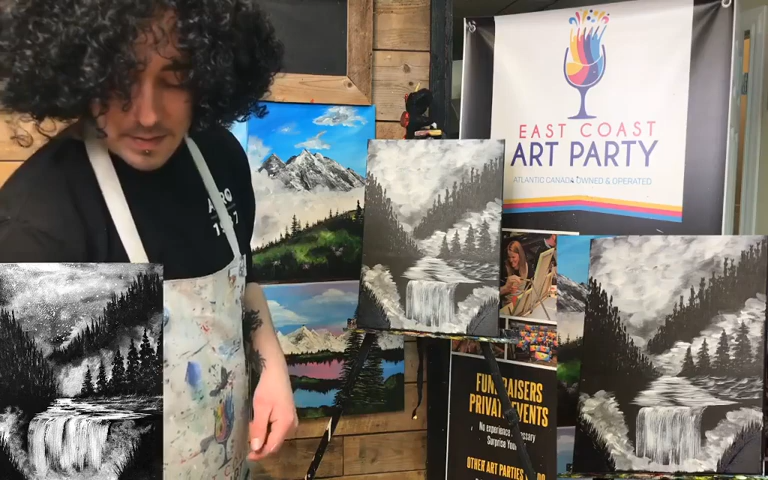 EAST COAST
ART PARTY
ATLANTIC CANADA OWNED & OPERATED
FUNDRAISERS
PRIVATE EVENTS
No experience necessary
OTHER ART PARTIES